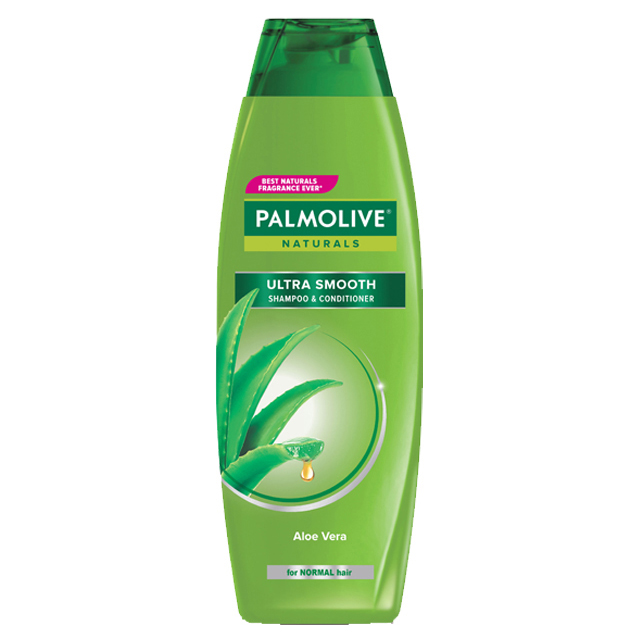 BEST NATURALS
FRAGRANCE EVER*
PALMOLIVE®
NATURALS
ULTRA SMOOTH
SHAMPOO & CONDITIONER
Aloe Vera
for NORMAL hair